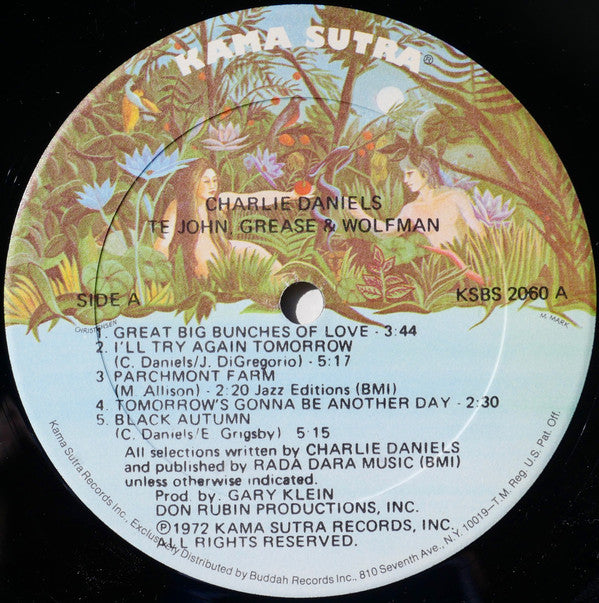 KAMA SUTRA®
CHARLIE DANIELS
TE JOHN, GREASE & WOLFMAN
SIDE A
KSBS 2060 A
CHRISTENSEN
M. MARK
1. GREAT BIG BUNCHES OF LOVE - 3:44
2. I'LL TRY AGAIN TOMORROW
(C. Daniels/J. DiGregorio) - 5:17
3 PARCHMONT FARM
(M. Allison) - 2:20 Jazz Editions (BMI)
4. TOMORROW'S GONNA BE ANOTHER DAY - 2:30
5. BLACK AUTUMN
(C. Daniels/E. Grigsby) 5:15
All selections written by CHARLIE DANIELS
and published by RADA DARA MUSIC (BMI)
unless otherwise indicated.
Prod. by. GARY KLEIN
DON RUBIN PRODUCTIONS, INC.
Ⓟ©1972 KAMA SUTRA RECORDS, INC.
ALL RIGHTS RESERVED.
Kama Sutra Records Inc. Exclusively Distributed by Buddah Records Inc., 810 Seventh Ave., N.Y. 10019—T.M. Reg. U.S. Pat. Off.